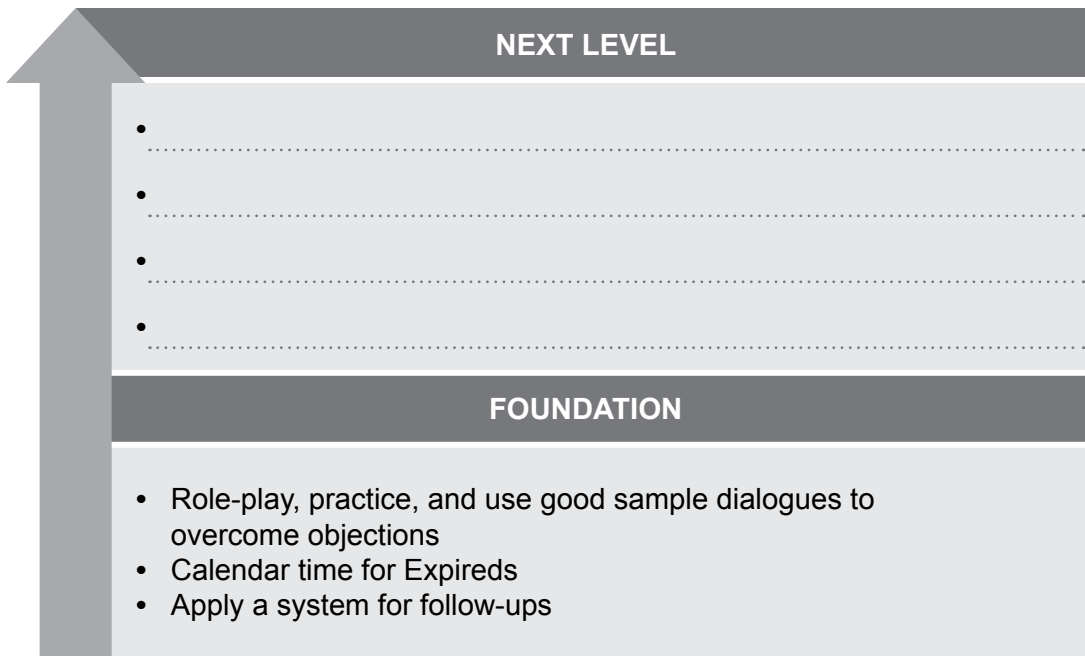 NEXT LEVEL
•
•
•
•
FOUNDATION
• Role-play, practice, and use good sample dialogues to
overcome objections
• Calendar time for Expireds
• Apply a system for follow-ups